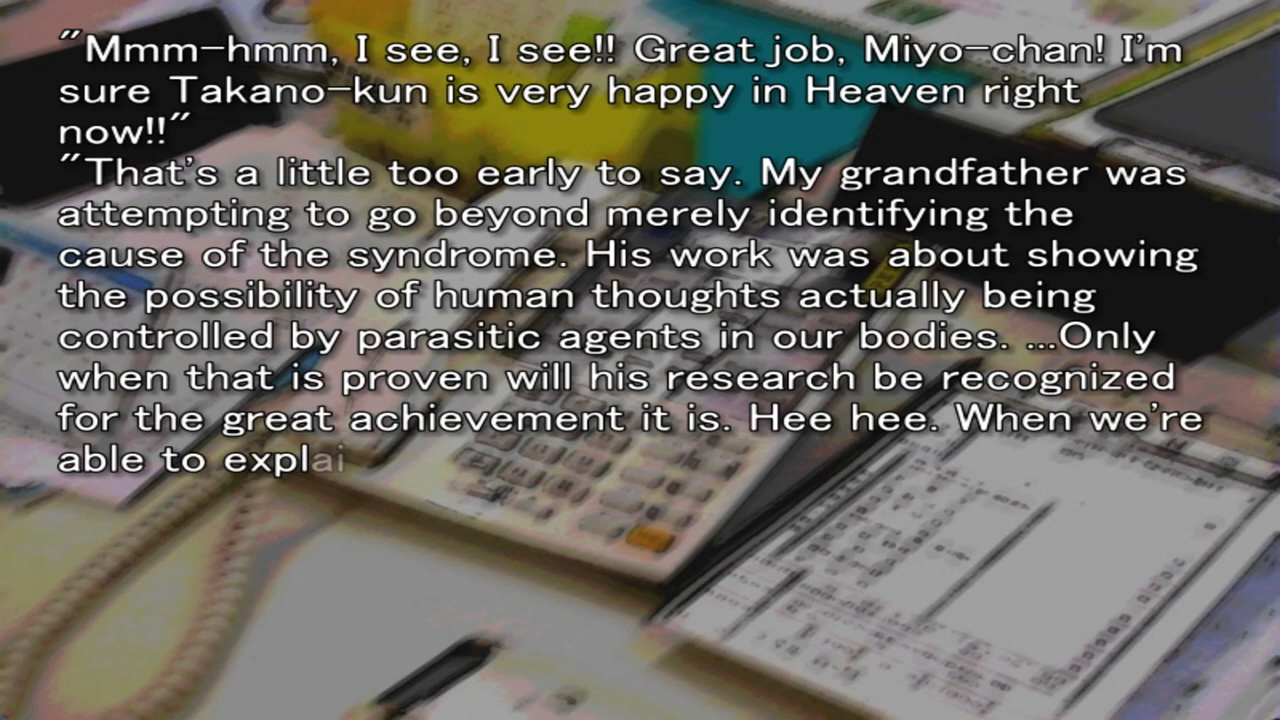 "Mmm-hmm, I see, I see!! Great job, Miyo-chan! I'm
sure Takano-kun is very happy in Heaven right
now!!"
"That's a little too early to say. My grandfather was
attempting to go beyond merely identifying the
cause of the syndrome. His work was about showing
the possibility of human thoughts actually being
controlled by parasitic agents in our bodies. ...Only
when that is proven will his research be recognized
for the great achievement it is. Hee hee. When we're
able to explai